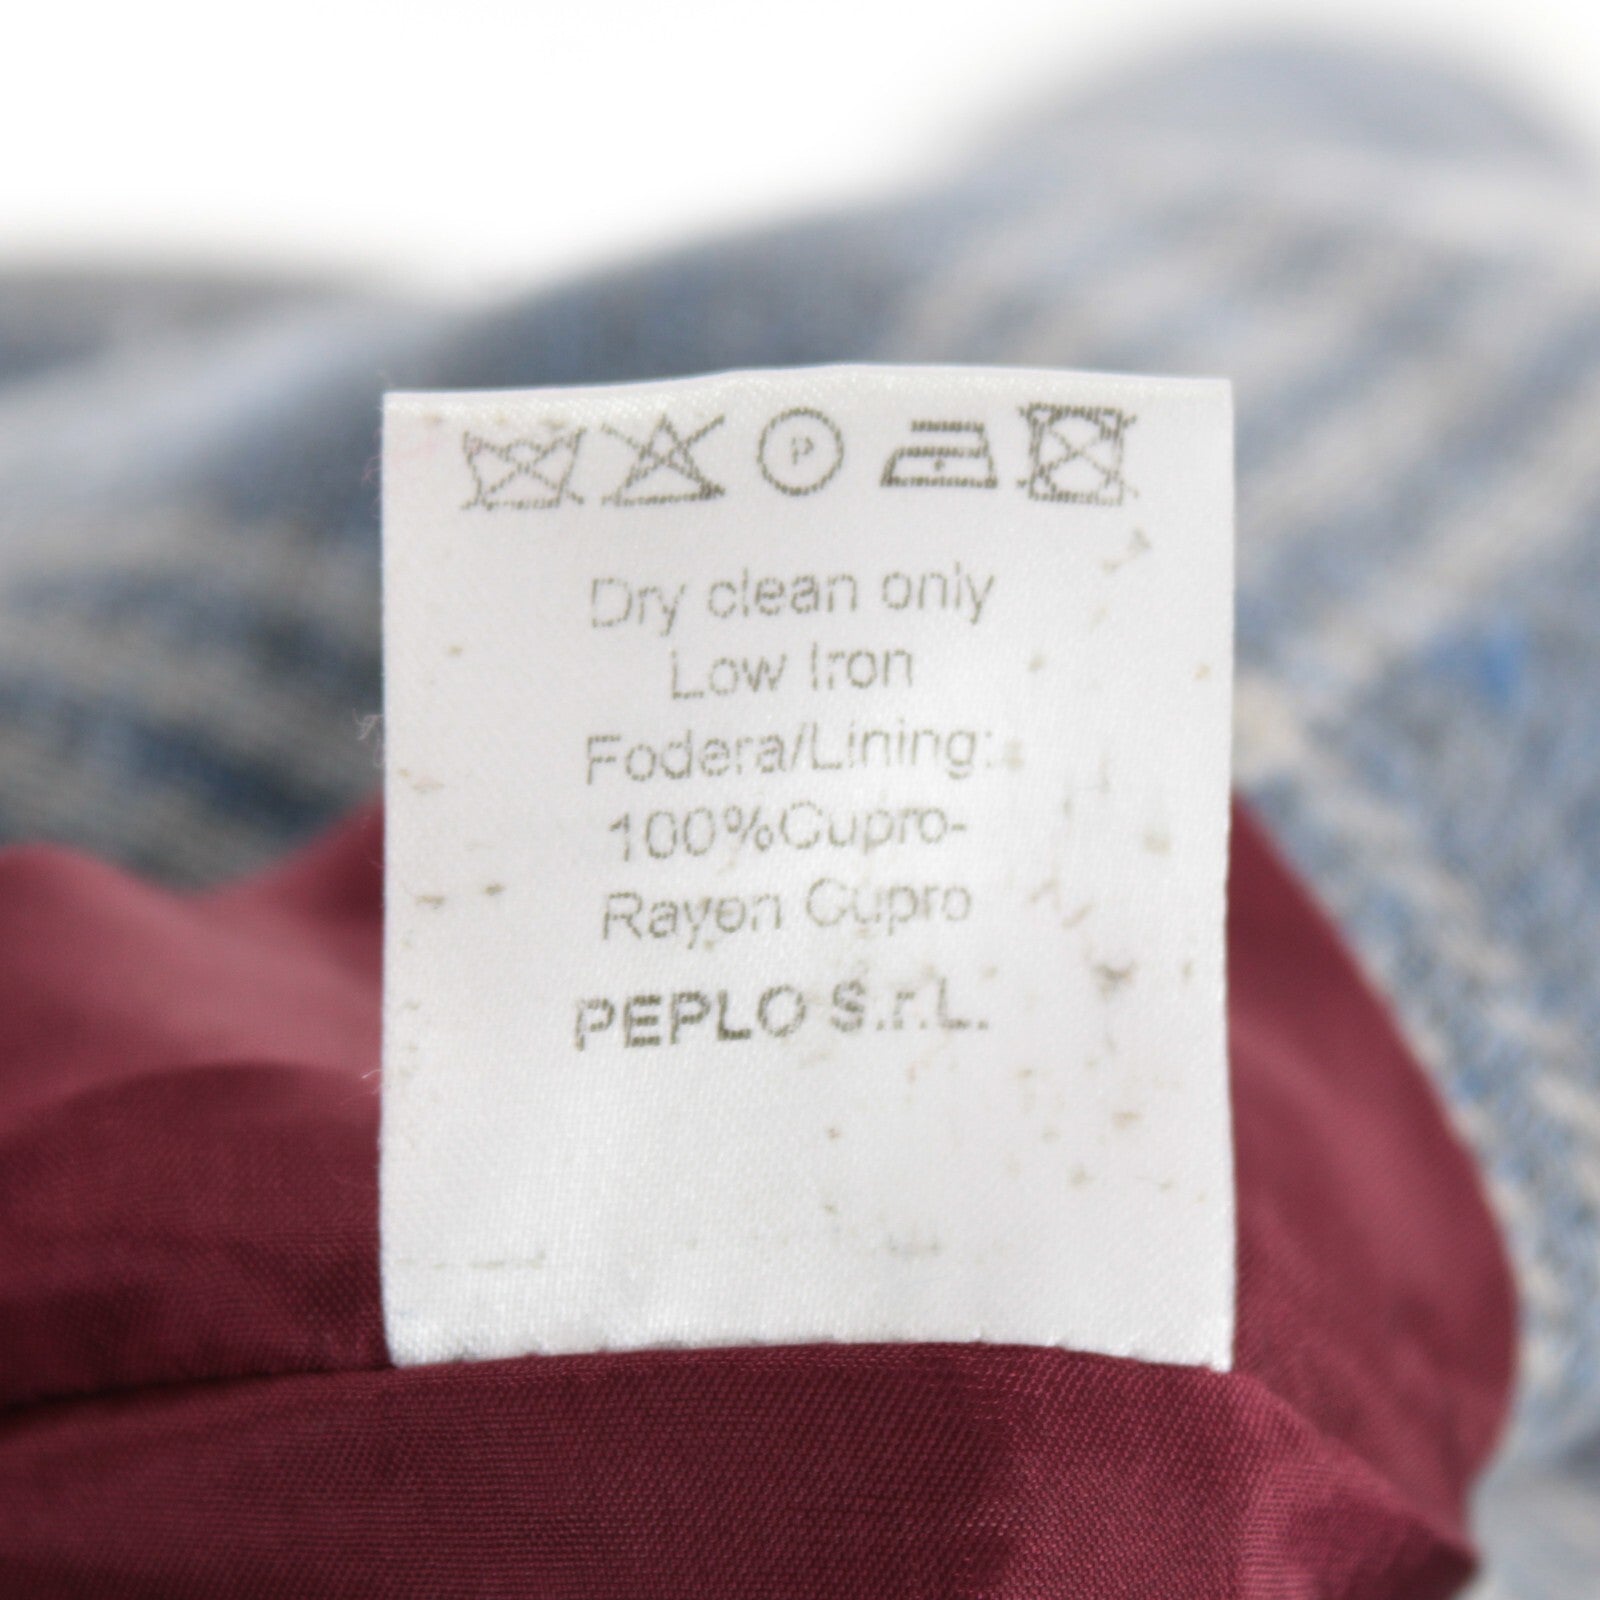 P
Dry clean only
Low Iron
Fodera/Lining:
100%Cupro-
Rayon Cupro
PEPLO S.r.L.